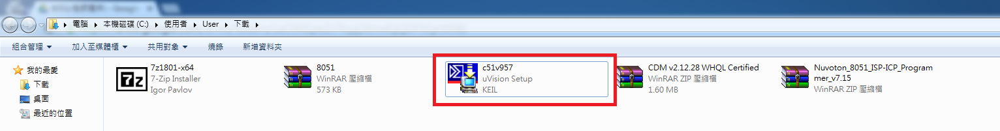 電腦 本機磁碟 (C:) 使用者 User 下載
組合管理 加入至媒體櫃 共用對象 燒錄 新增資料夾
我的最愛
下載
桌面
最近的位置
7z1801-x64
7-Zip Installer
Igor Pavlov
8051
WinRAR 壓縮檔
573 KB
c51v957
uVision Setup
KEIL
CDM v2.12.28 WHQL Certified
WinRAR ZIP 壓縮檔
1.60 MB
Nuvoton_8051_ISP-ICP_Program
mer_v7.15
WinRAR ZIP 壓縮檔